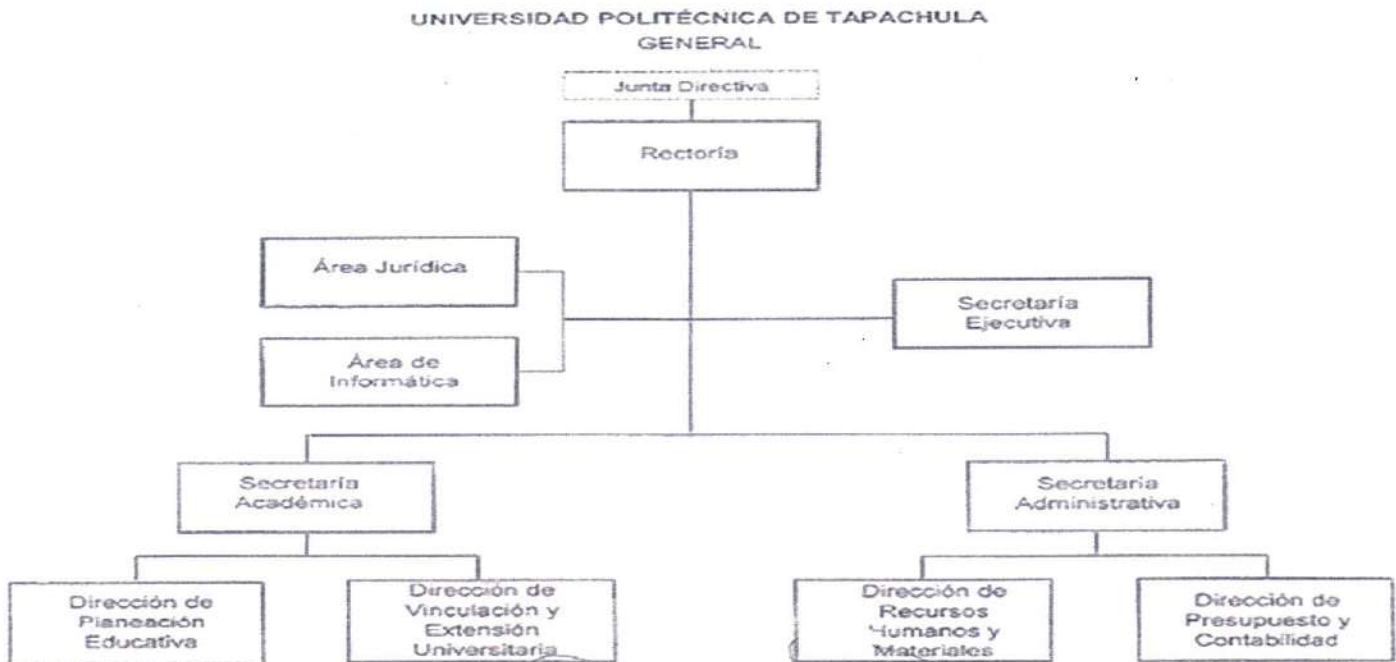 UNIVERSIDAD POLITÉCNICA DE TAPACHULA
GENERAL
Junta Directiva
Rectoría
Área Jurídica
Secretaría
Ejecutiva
Área de
Informática
Secretaría
Académica
Secretaría
Administrativa
Dirección de
Planeación
Educativa
Dirección de
Vinculación y
Extensión
Universitaria
Dirección de
Recursos
Humanos y
Materiales
Dirección de
Presupuesto y
Contabilidad